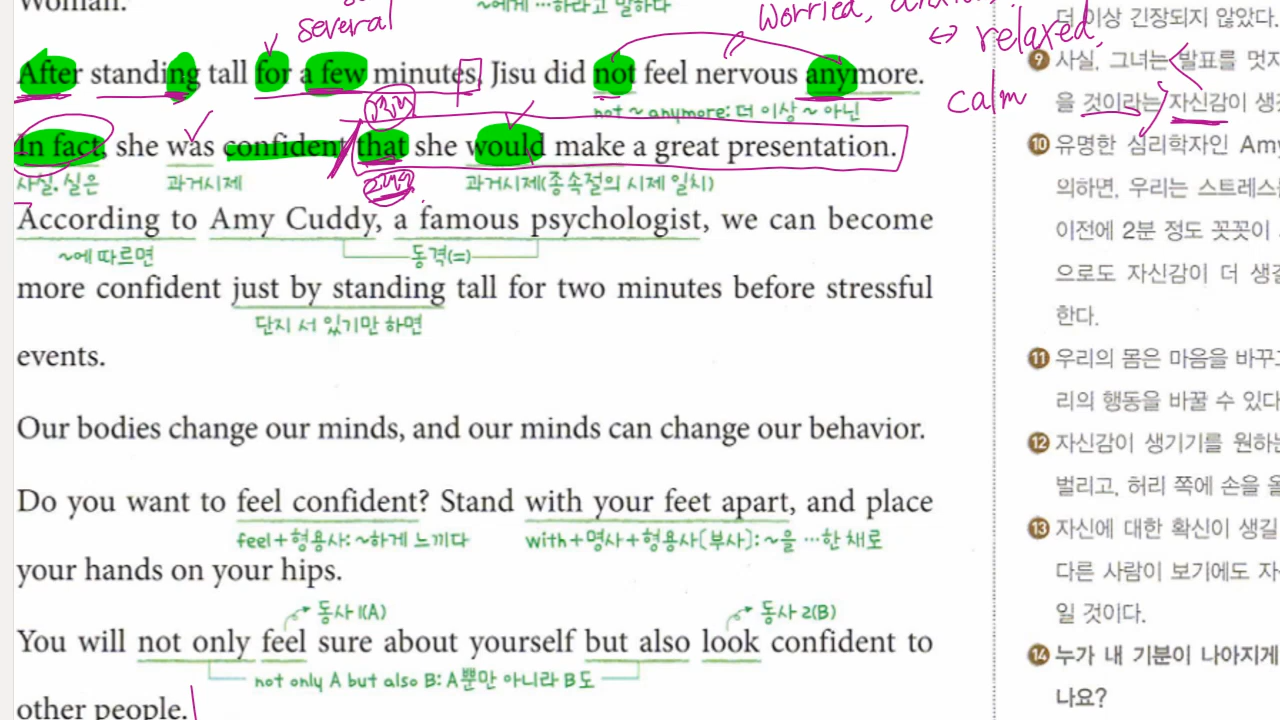 Woman."
~에게 …하라고 말하다
several
worried,
더 이상 긴장되지 않았다.
↔ relaxed,
calm
After standing tall for a few minutes, Jisu did not feel nervous anymore.
not ~ anymore: 더 이상 ~ 아닌
❾ 사실, 그녀는 발표를 멋지
을 것이라는 자신감이 생
In fact, she was confident that she would make a great presentation.
사실, 실은
과거시제
과거시제(종속절의 시제 일치)
❿ 유명한 심리학자인 Amy
의하면, 우리는 스트레스
According to Amy Cuddy, a famous psychologist, we can become
~에 따르면
동격(=)
이전에 2분 정도 꼿꼿이
으로도 자신감이 더 생
한다.
more confident just by standing tall for two minutes before stressful
단지 서 있기만 하면
events.
⓫ 우리의 몸은 마음을 바꾸고
리의 행동을 바꿀 수 있다
Our bodies change our minds, and our minds can change our behavior.
⓬ 자신감이 생기기를 원하는
벌리고, 허리 쪽에 손을 올
Do you want to feel confident? Stand with your feet apart, and place
feel+형용사: ~하게 느끼다
with+명사+형용사[부사]: ~을 …한 채로
your hands on your hips.
⓭ 자신에 대한 확신이 생길
다른 사람이 보기에도 자
일 것이다.
동사 1(A)
동사 2(B)
You will not only feel sure about yourself but also look confident to
not only A but also B: A뿐만 아니라 B도
other people.
⓮ 누가 내 기분이 나아지게
나요?